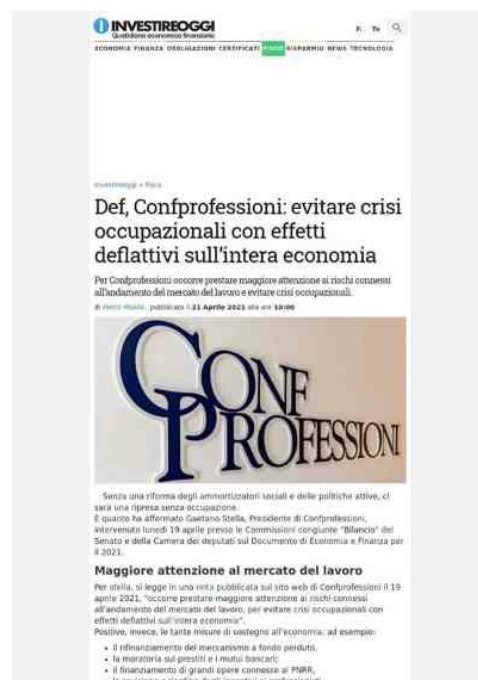 INVESTIREOGGI
Quotidiano economico finanziario
ECONOMIA FINANZA OBBLIGAZIONI CERTIFICATI FISCO RISPARMIO NEWS TECNOLOGIA
Investireoggi » Fisco
Def, Confprofessioni: evitare crisi
occupazionali con effetti
deflattivi sull'intera economia
Per Confprofessioni occorre prestare maggiore attenzione ai rischi connessi
all'andamento del mercato del lavoro e evitare crisi occupazionali.
di , pubblicato il 21 Aprile 2021 alle ore 10:00
CONF
PROFESSIONI
Senza una riforma degli ammortizzatori sociali e delle politiche attive, ci
sarà una ripresa senza occupazione.
È quanto ha affermato Gaetano Stella, Presidente di Confprofessioni,
intervenuto lunedì 19 aprile presso le Commissioni congiunte "Bilancio" del
Senato e della Camera dei deputati sul Documento di Economia e Finanza per
il 2021.
Maggiore attenzione al mercato del lavoro
Per stella, si legge in una nota pubblicata sul sito web di Confprofessioni il 19
aprile 2021, "occorre prestare maggiore attenzione ai rischi connessi
all'andamento del mercato del lavoro, per evitare crisi occupazionali con
effetti deflattivi sull'intera economia".
Positive, invece, le tante misure di sostegno all'economia; ad esempio:
• il rifinanziamento del meccanismo a fondo perduto,
• la moratoria sui prestiti e i mutui bancari;
• il finanziamento di grandi opere connesse al PNRR,